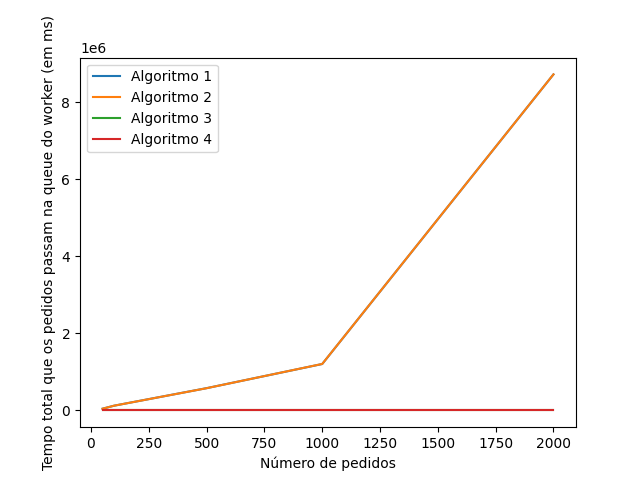 1e6
Algoritmo 1
Algoritmo 2
Algoritmo 3
Algoritmo 4
Tempo total que os pedidos passam na queue do worker (em ms)
8
6
4
2
0
0 250 500 750 1000 1250 1500 1750 2000
Número de pedidos